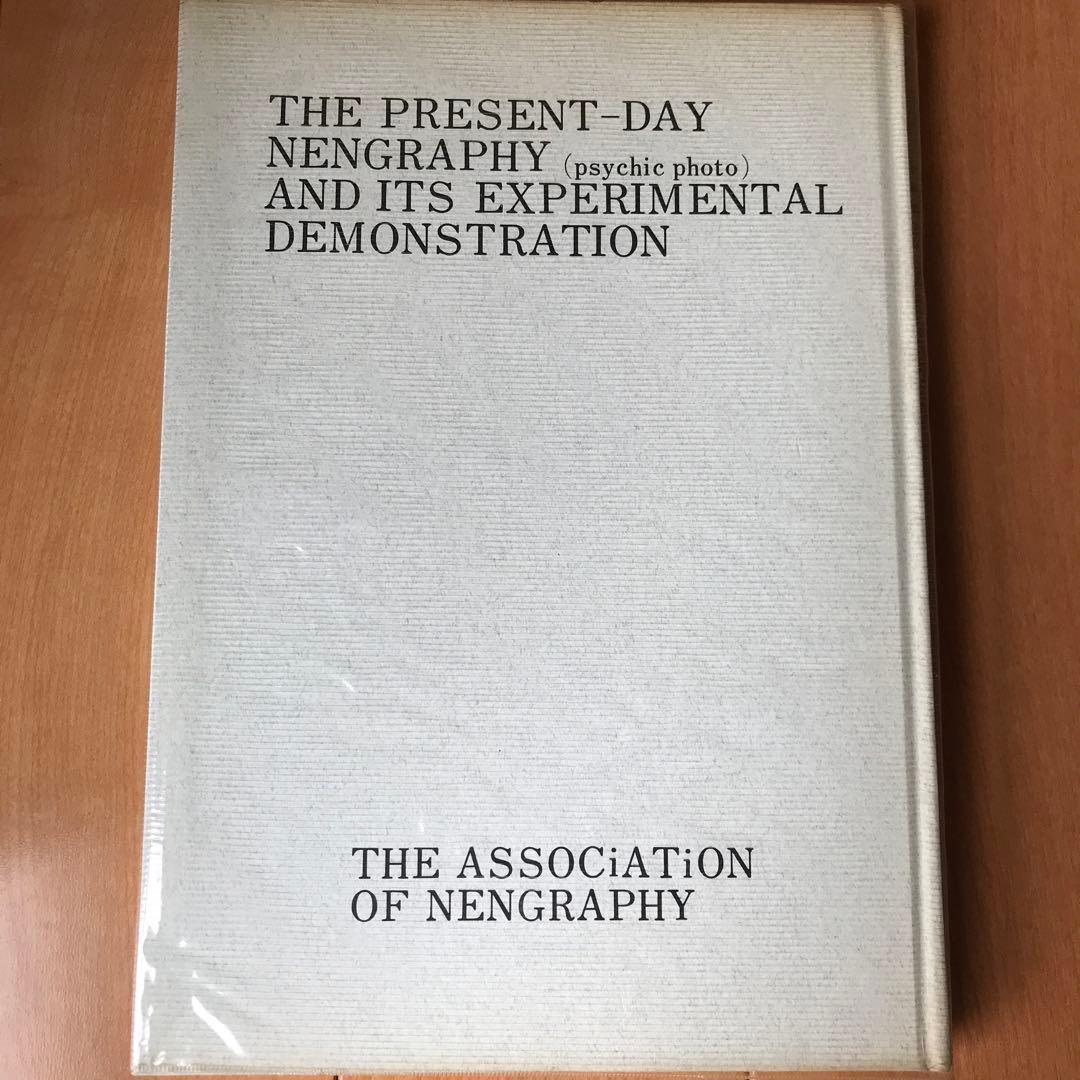 THE PRESENT-DAY
NENGRAPHY (psychic photo)
AND ITS EXPERIMENTAL
DEMONSTRATION
THE ASSOCiATiON
OF NENGRAPHY